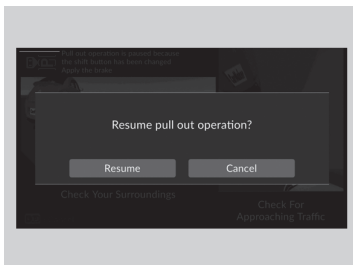 Pull out operation is paused because
the shift button has been changed
Apply the brake
Resume pull out operation?
Resume
Cancel
Check Your Surroundings
Check For
Approaching Traffic